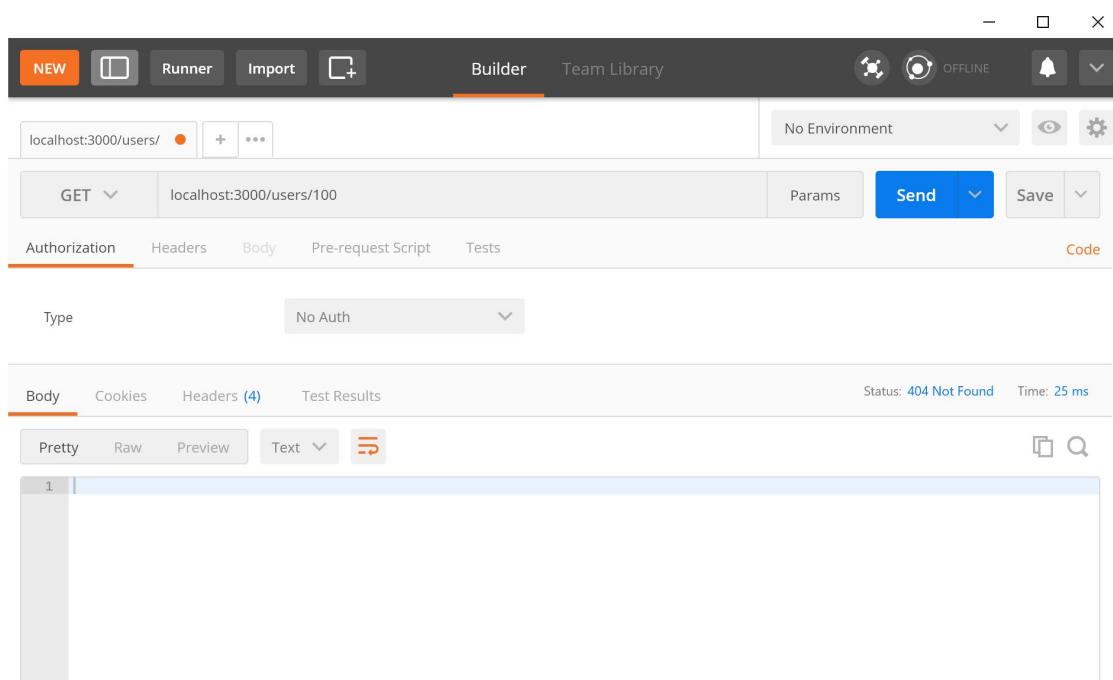 NEW Runner Import Builder Team Library OFFLINE
localhost:3000/users/ No Environment
GET localhost:3000/users/100 Params Send Save
Authorization Headers Body Pre-request Script Tests Code
Type No Auth
Body Cookies Headers (4) Test Results Status: 404 Not Found Time: 25 ms
Pretty Raw Preview Text
1